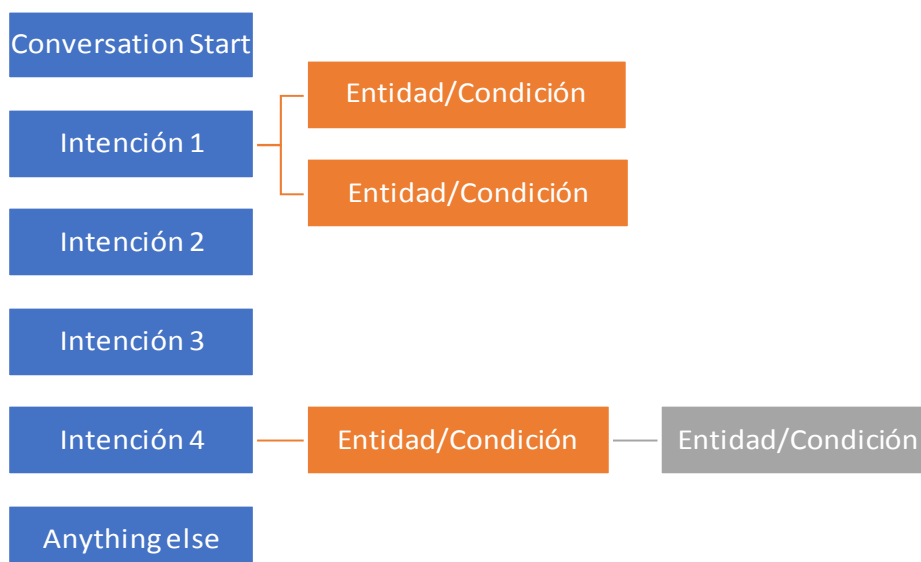 Conversation Start
Entidad/Condición
Intención 1
Entidad/Condición
Intención 2
Intención 3
Intención 4
Entidad/Condición
Entidad/Condición
Anything else